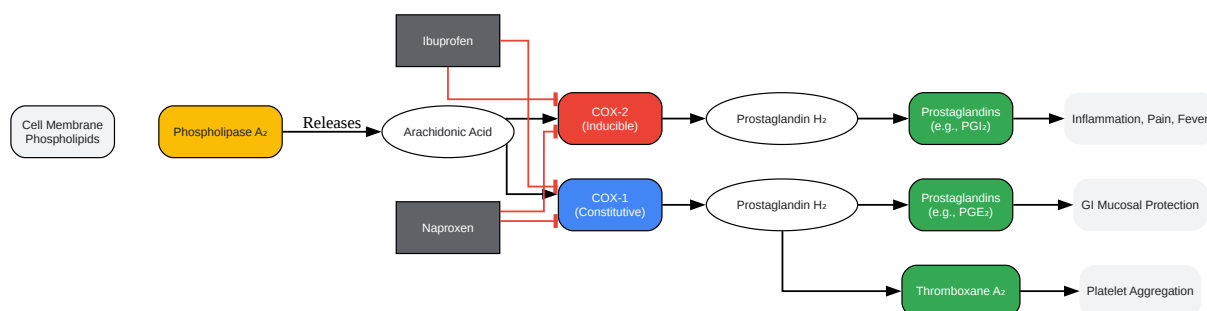 Ibuprofen
Cell Membrane
Phospholipids
Phospholipase A₂
Releases
Arachidonic Acid
COX-2
(Inducible)
Prostaglandin H₂
Prostaglandins
(e.g., PGI₂)
Inflammation, Pain, Fever
Naproxen
COX-1
(Constitutive)
Prostaglandin H₂
Prostaglandins
(e.g., PGE₂)
GI Mucosal Protection
Thromboxane A₂
Platelet Aggregation